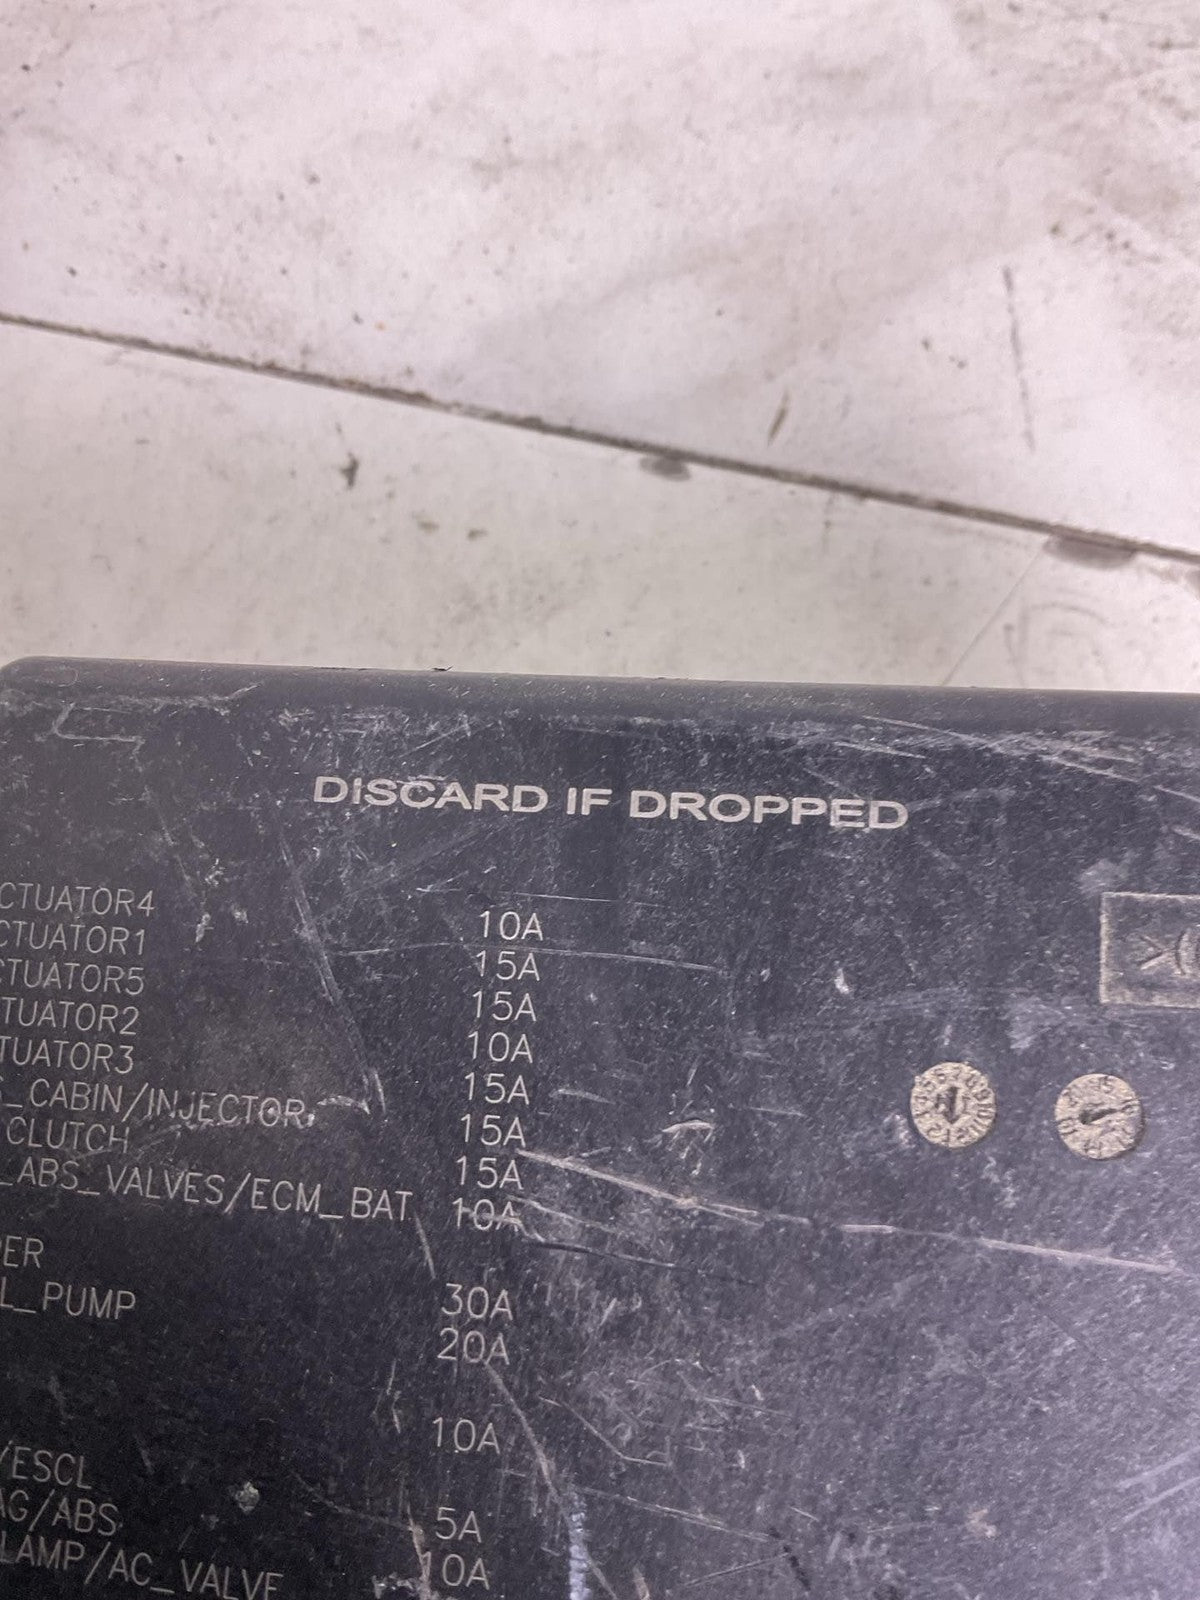 DISCARD IF DROPPED
CTUATOR4 10A
CTUATOR1 15A
CTUATOR5 15A
TUATOR2 10A
TUATOR3 15A
_CABIN/INJECTOR 15A
CLUTCH 15A
_ABS_VALVES/ECM_BAT 10A
ER 30A
L_PUMP 20A
10A
/ESCL 5A
AG/ABS 10A
LAMP/AC_VALVE